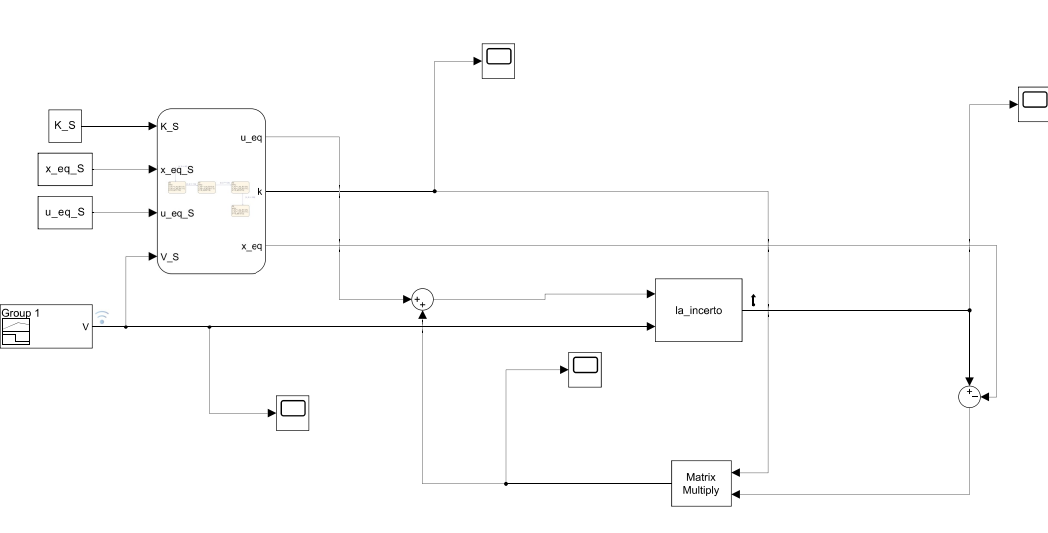 K_S
x_eq_S
u_eq_S
K_S
x_eq_S
u_eq_S
V_S
u_eq
k
x_eq
Group 1
V
la_incerto
Matrix
Multiply